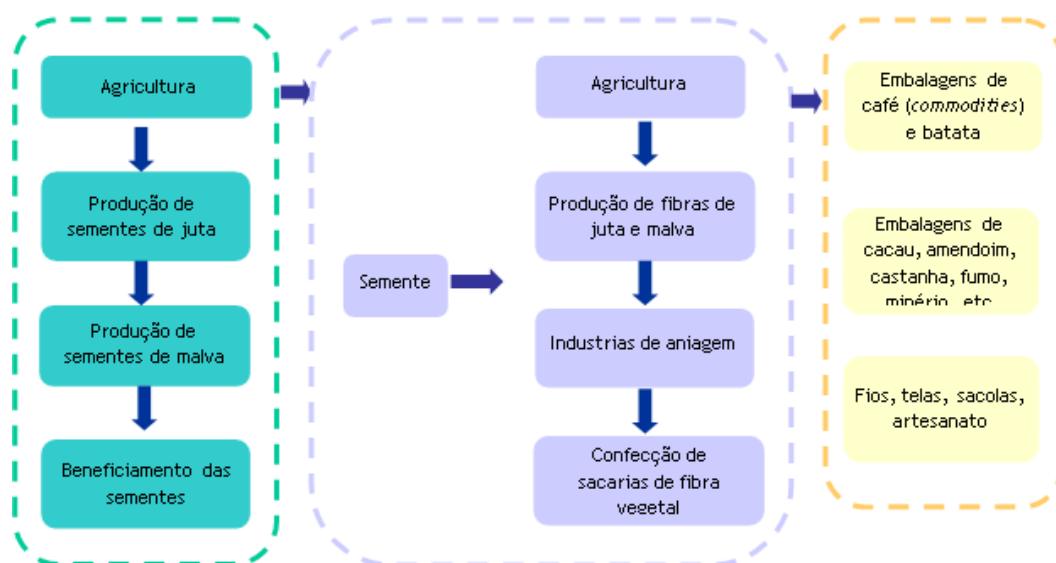 Agricultura
Produção de
sementes de juta
Produção de
sementes de malva
Beneficiamento das
sementes
Semente
Agricultura
Produção de fibras de
juta e malva
Industrias de aniagem
Confecção de
sacarias de fibra
vegetal
Embalagens de
café (commodities)
e batata
Embalagens de
cacau, amendoim,
castanha, fumo,
minério, etc
Fios, telas, sacolas,
artesanato